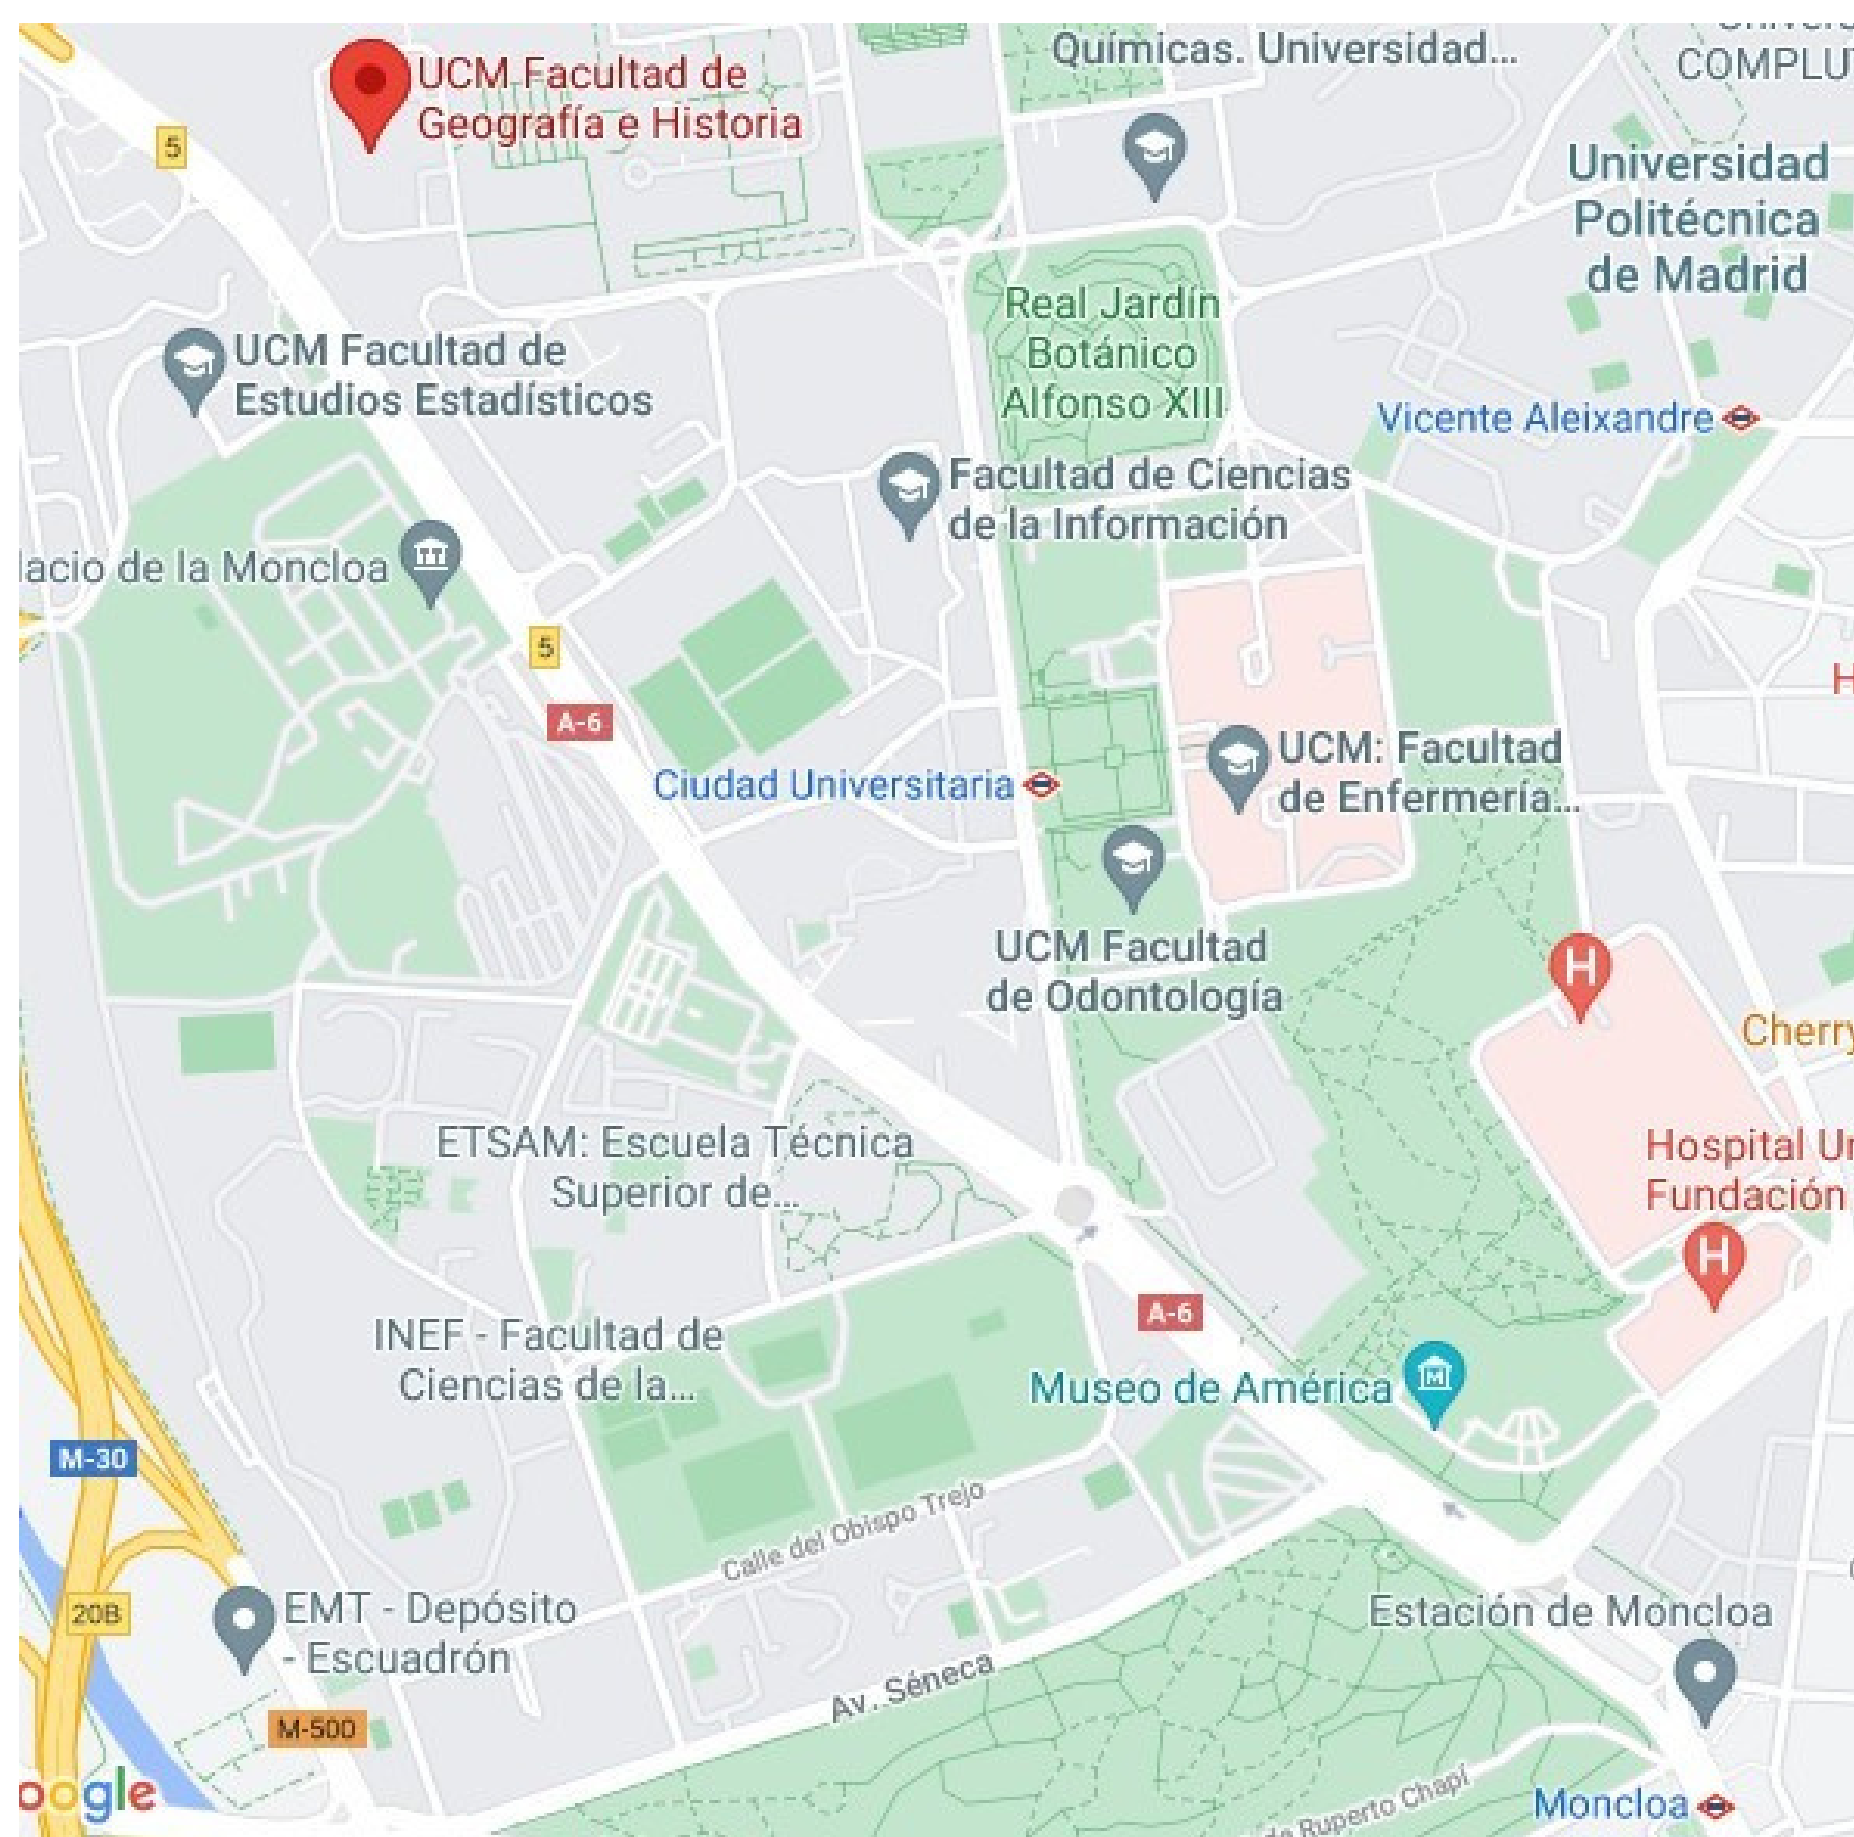 Químicas. Universidad...
COMPLU
UCM Facultad de
Geografía e Historia
5
Universidad
Politécnica
de Madrid
Real Jardín
Botánico
Alfonso XIII
UCM Facultad de
Estudios Estadísticos
Vicente Aleixandre
Facultad de Ciencias
de la Información
lacio de la Moncloa
5
H
A-6
UCM: Facultad
de Enfermería...
Ciudad Universitaria
UCM Facultad
de Odontología
H
Cherry
ETSAM: Escuela Técnica
Superior de...
Hospital Un
Fundación
H
A-6
INEF - Facultad de
Ciencias de la...
Museo de América
M
M-30
Calle del Obispo Trejo
20B
EMT - Depósito
- Escuadrón
Estación de Moncloa
Av. Séneca
M-500
oogle
Ruperto Chapí
Moncloa